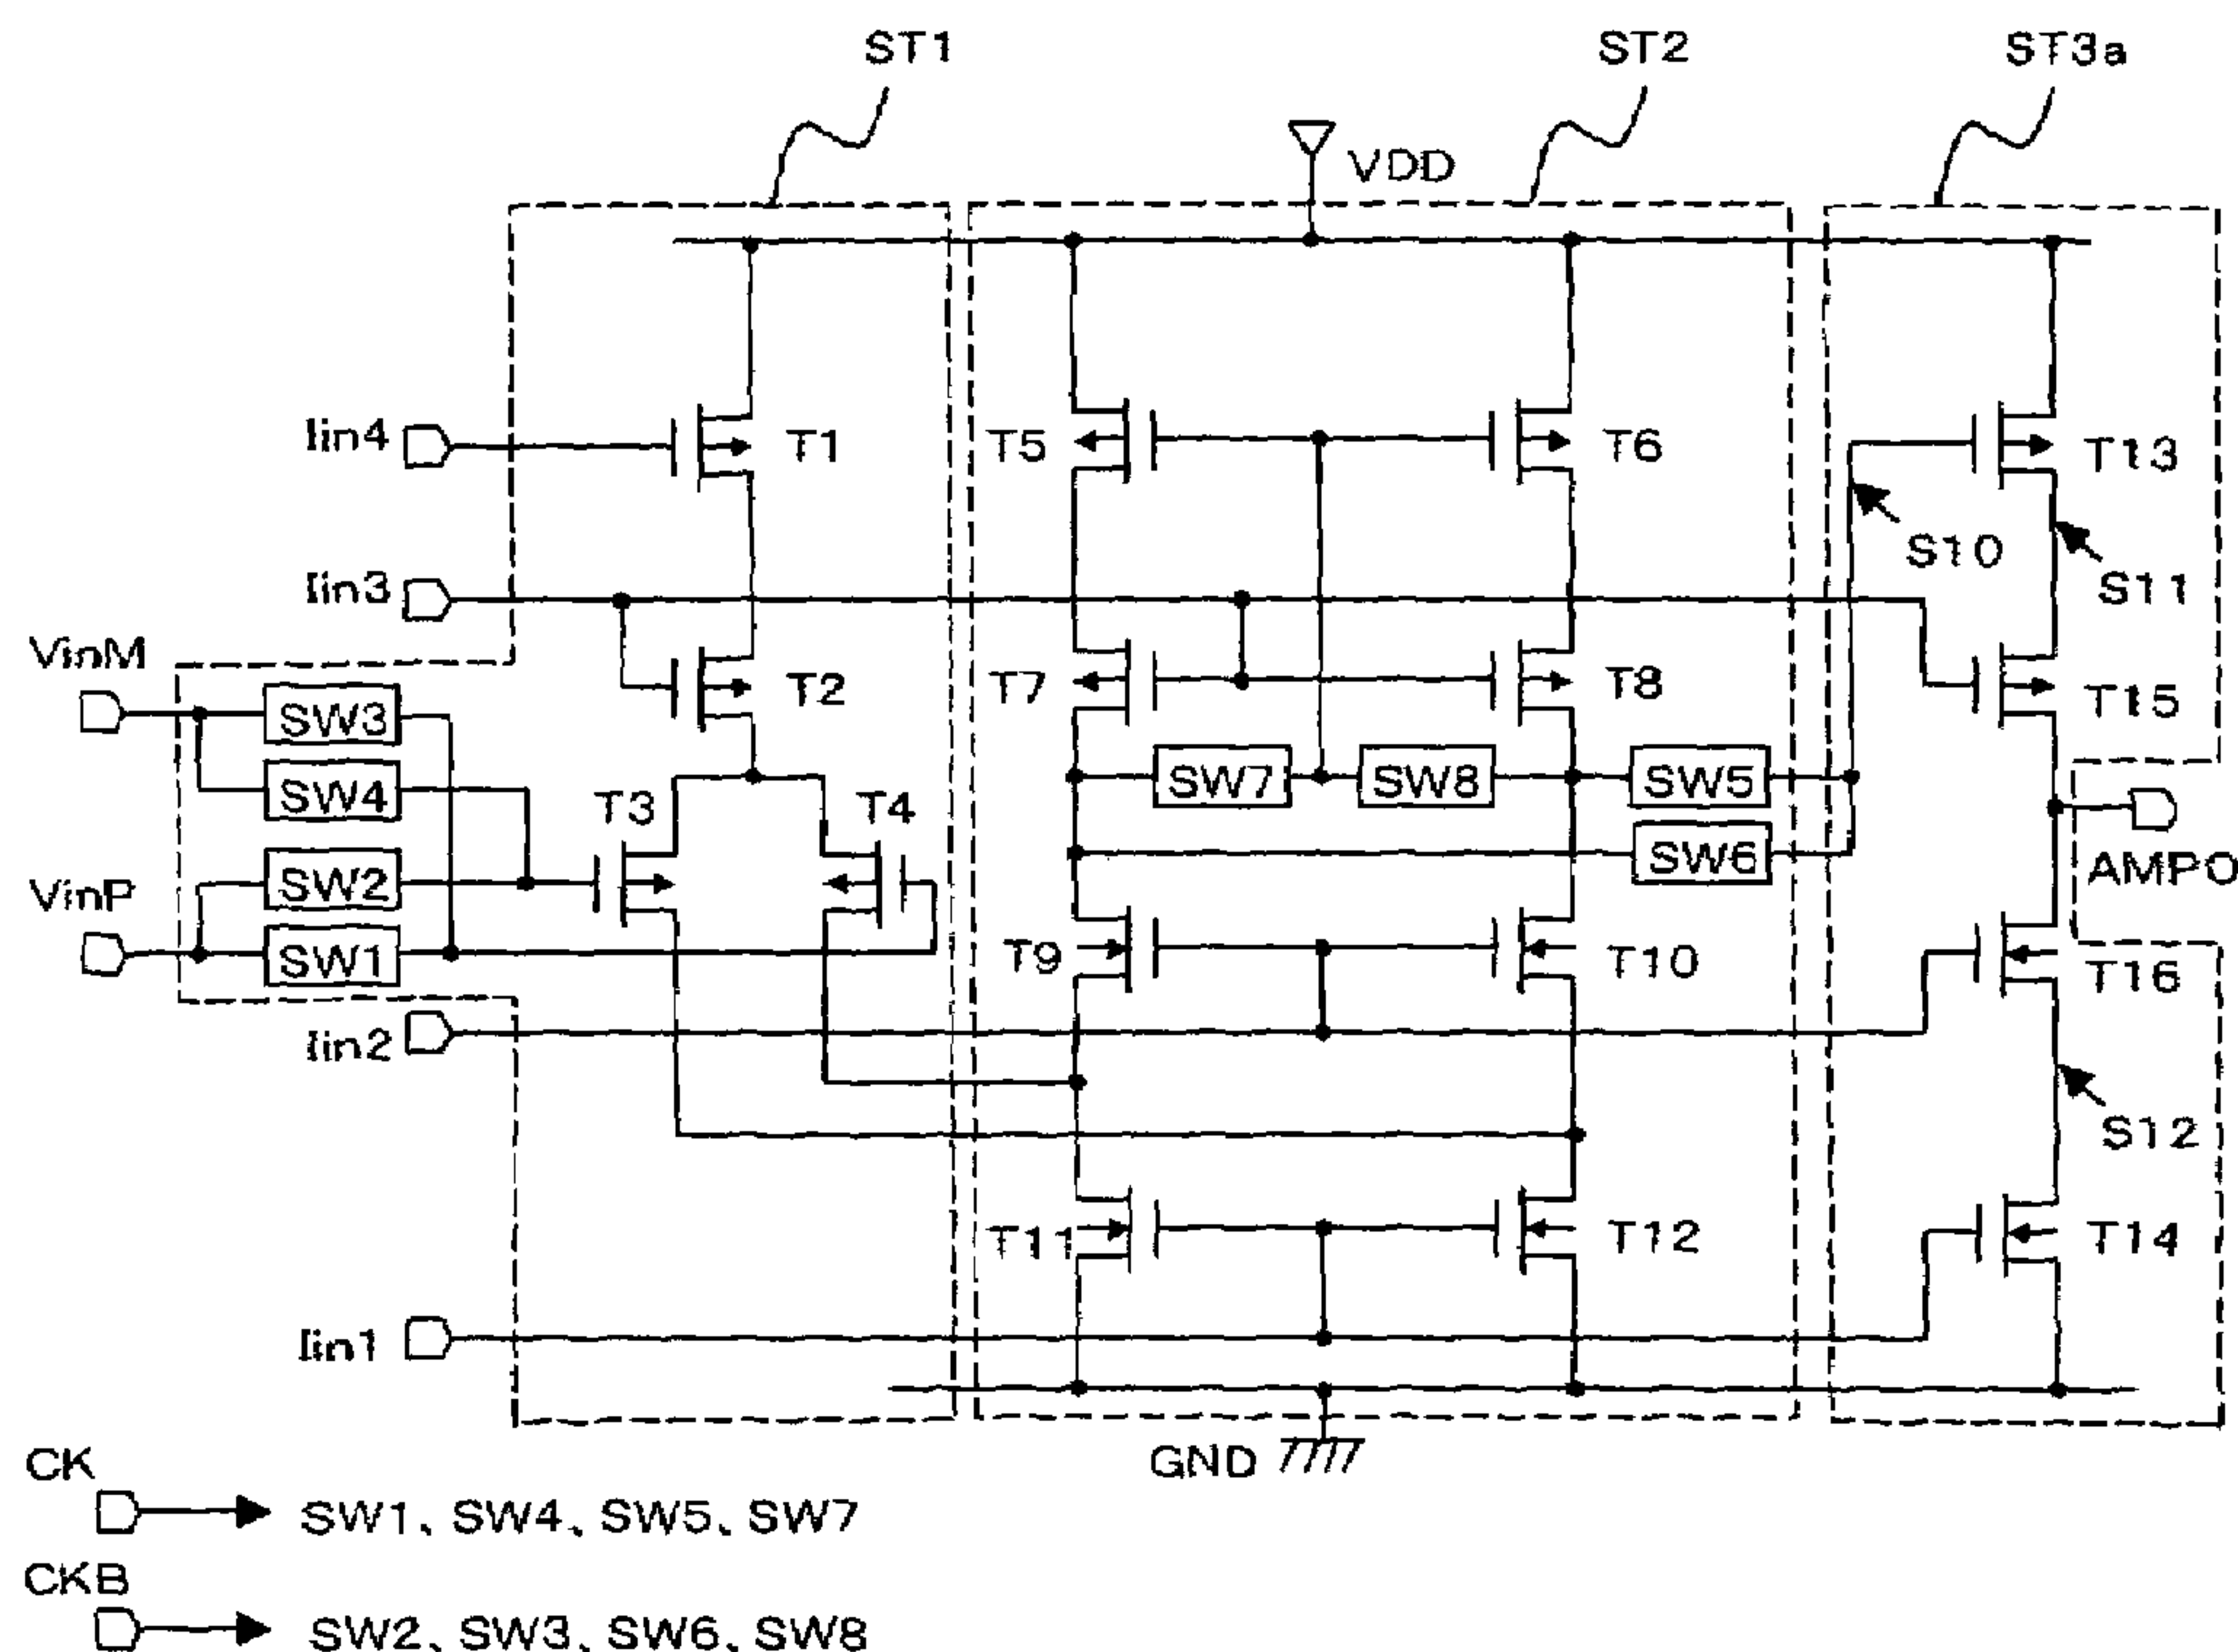 ST1
ST2
ST3a
VDD
Iin4
T1
T5
T6
T13
S10
S11
Iin3
VinM
SW3
T2
T7
T8
T15
SW4
T3
T4
SW7
SW8
SW5
SW6
AMPO
VinP
SW2
SW1
T9
T10
T16
Iin2
S12
T11
T12
T14
Iin1
GND
CK
SW1、SW4、SW5、SW7
CKB
SW2、SW3、SW6、SW8